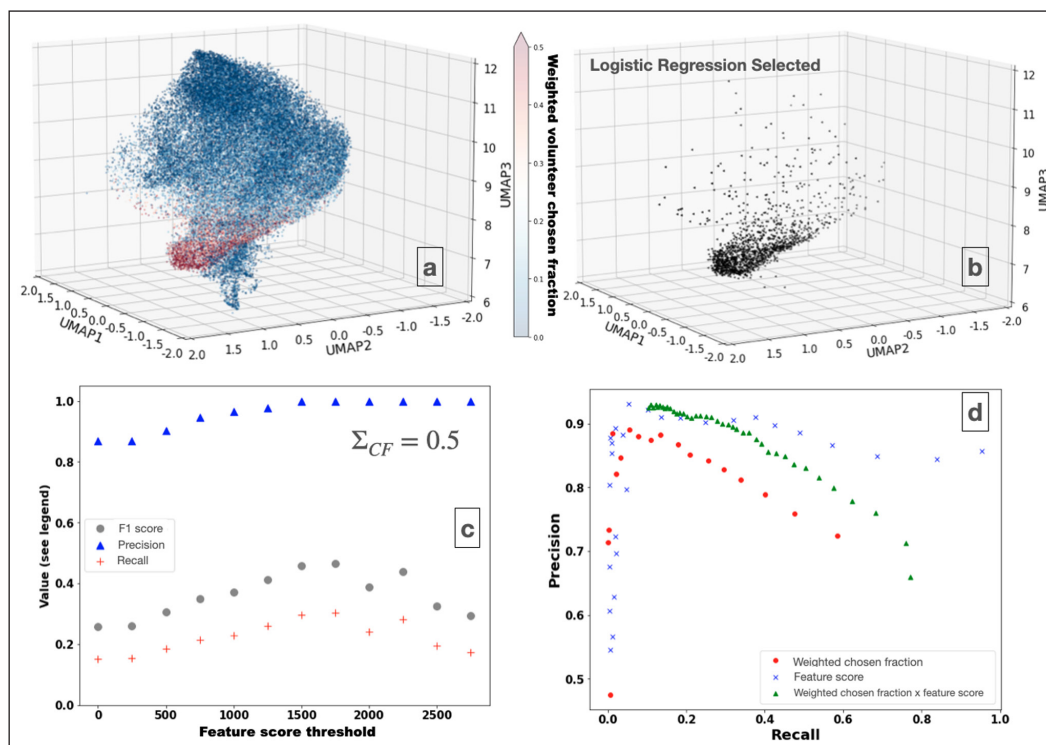 12
11
10
9
8
7
6
UMAP3
2.0
1.5
1.0
0.5
0.0
-0.5
-1.0
-1.5
-2.0
UMAP1
2.0
1.5
1.0
0.5
0.0
-0.5
-1.0
-1.5
-2.0
UMAP2
a
0.5
0.4
0.3
0.2
0.1
0.0
Weighted volunteer chosen fraction
Logistic Regression Selected
12
11
10
9
8
7
6
UMAP3
2.0
1.5
1.0
0.5
0.0
-0.5
-1.0
-1.5
-2.0
UMAP1
2.0
1.5
1.0
0.5
0.0
-0.5
-1.0
-1.5
-2.0
UMAP2
b
1.0
0.8
0.6
0.4
0.2
0.0
Value (see legend)
Σ_CF = 0.5
F1 score
Precision
Recall
c
0 500 1000 1500 2000 2500
Feature score threshold
d
0.9
0.8
0.7
0.6
0.5
Precision
Weighted chosen fraction
Feature score
Weighted chosen fraction x feature score
0.0 0.2 0.4 0.6 0.8 1.0
Recall